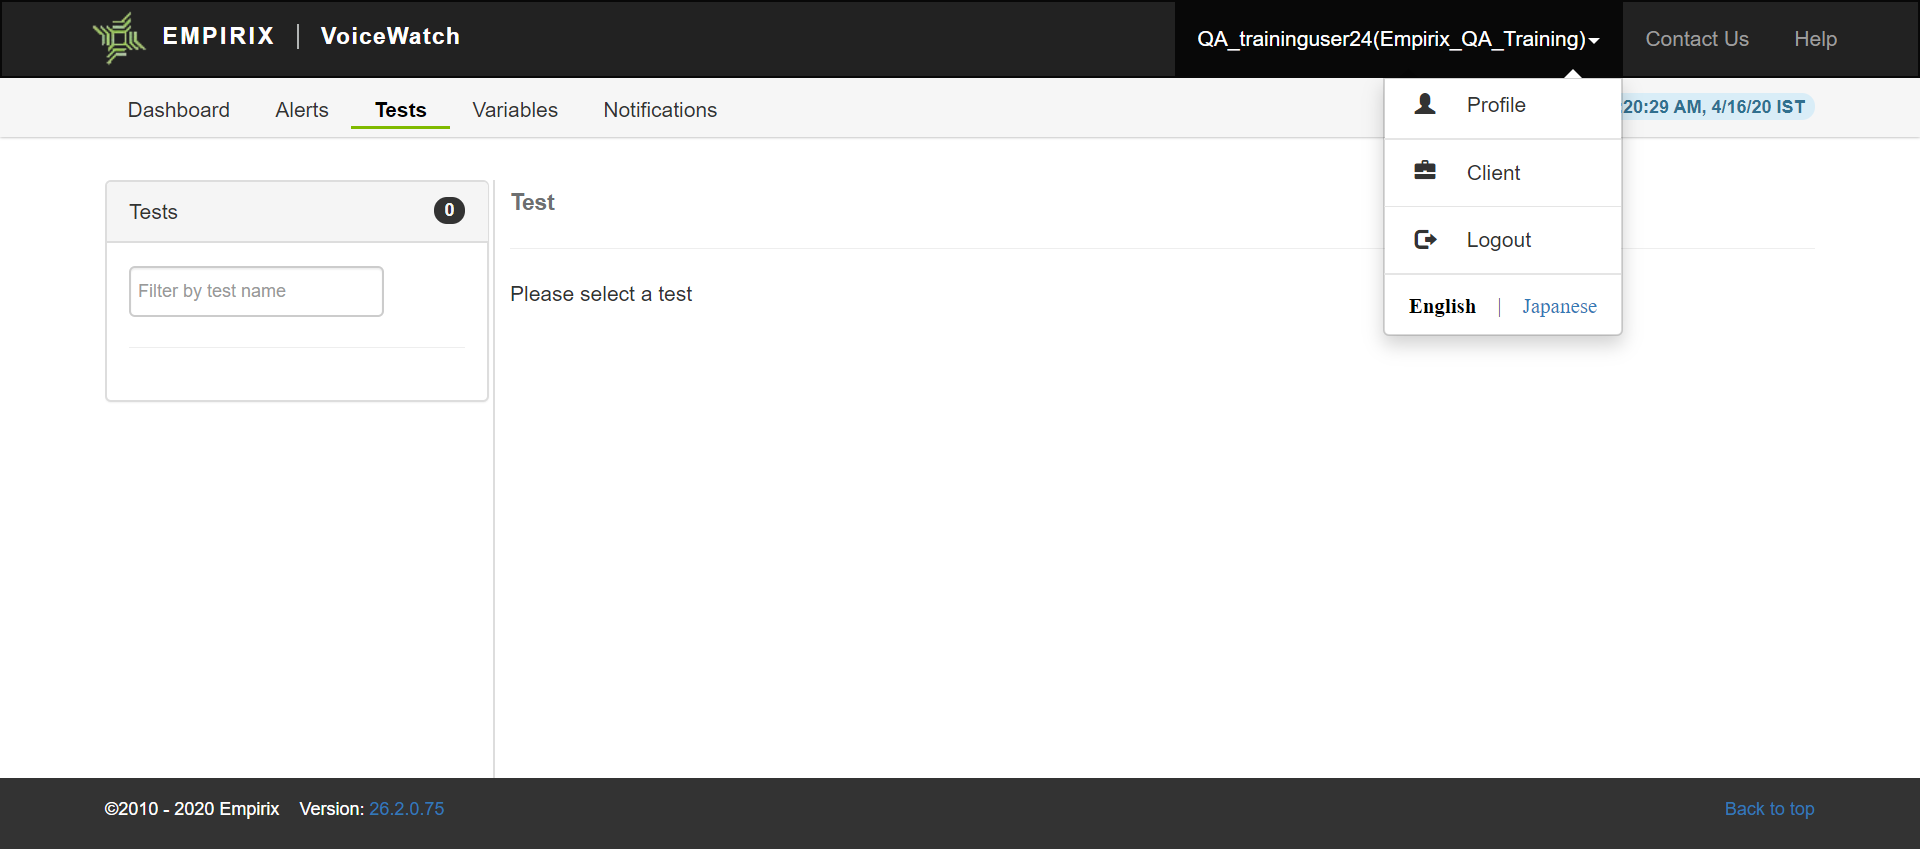 EMPIRIX | VoiceWatch
QA_traininguser24(Empirix_QA_Training)
Contact Us
Help
Dashboard
Alerts
Tests
Variables
Notifications
:20:29 AM, 4/16/20 IST
Profile
Client
Logout
English | Japanese
Tests
0
Filter by test name
Test
Please select a test
©2010 - 2020 Empirix Version: 26.2.0.75
Back to top